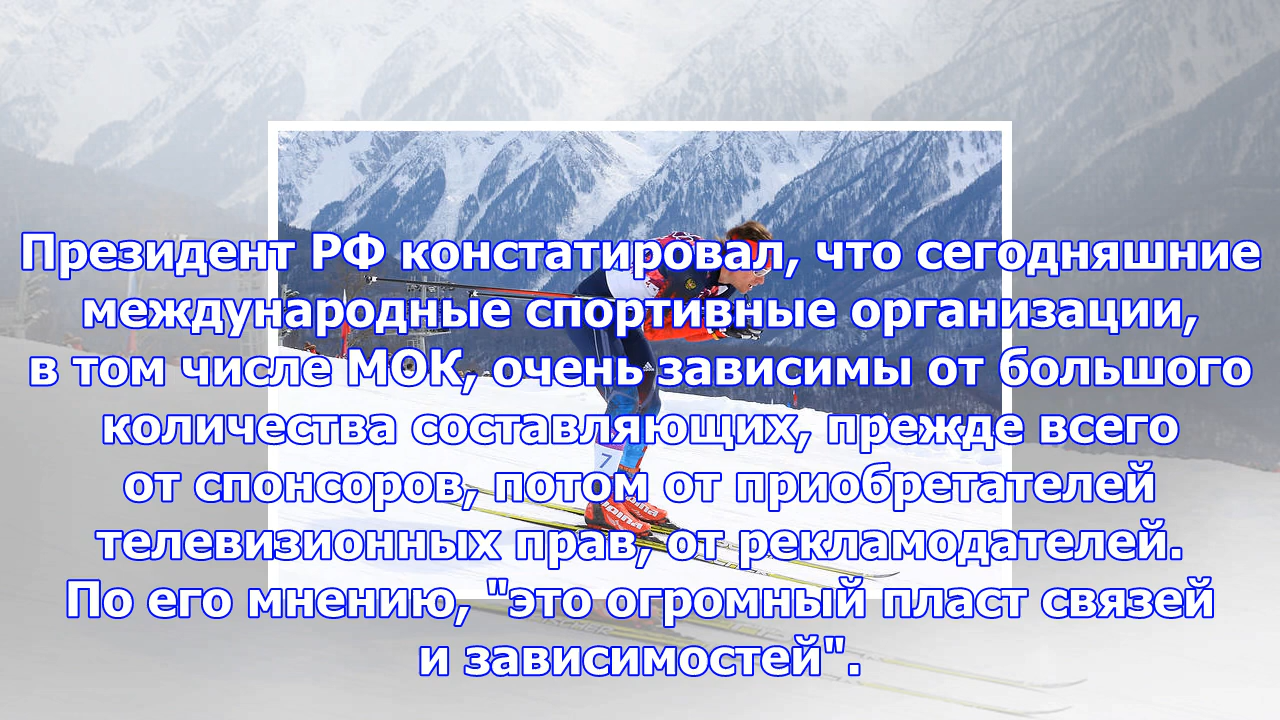 Президент РФ констатировал, что сегодняшние
международные спортивные организации,
в том числе МОК, очень зависимы от большого
количества составляющих, прежде всего
от спонсоров, потом от приобретателей
телевизионных прав, от рекламодателей.
По его мнению, "это огромный пласт связей
и зависимостей".
7